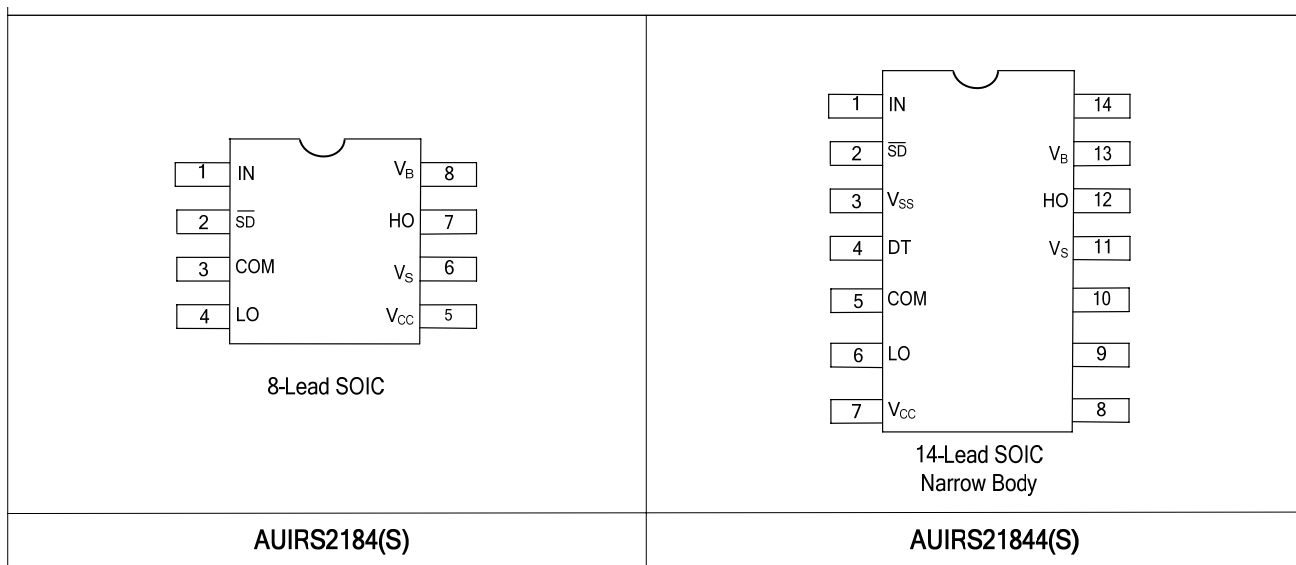 1 IN V_B 8
2 SD HO 7
3 COM V_S 6
4 LO V_CC 5
8-Lead SOIC
AUIRS2184(S)
1 IN 14
2 SD V_B 13
3 V_SS HO 12
4 DT V_S 11
5 COM 10
6 LO 9
7 V_CC 8
14-Lead SOIC
Narrow Body
AUIRS21844(S)